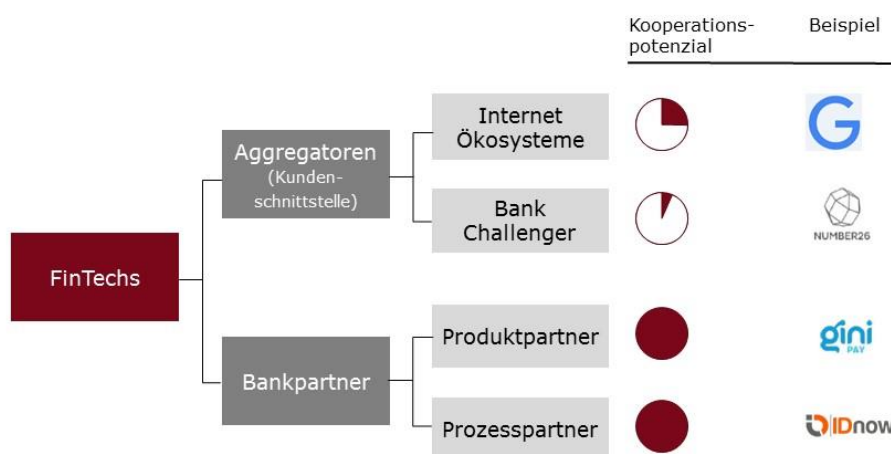 Kooperations-
potenzial
Beispiel
Internet
Ökosysteme
G
Aggregatoren
(Kunden-
schnittstelle)
Bank
Challenger
NUMBER26
FinTechs
Produktpartner
gini
PAY
Bankpartner
Prozesspartner
IDnow